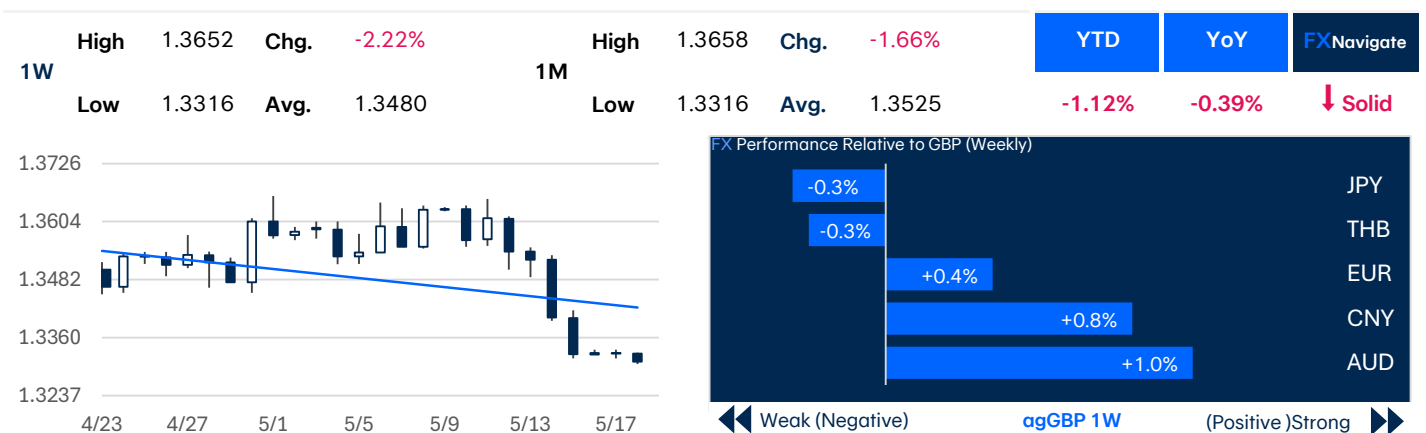 High 1.3652 Chg. -2.22% High 1.3658 Chg. -1.66% YTD YoY FXNavigate
1W 1M
Low 1.3316 Avg. 1.3480 Low 1.3316 Avg. 1.3525 -1.12% -0.39% Solid
FX Performance Relative to GBP (Weekly)
1.3726
1.3604
1.3482
1.3360
1.3237
4/23 4/27 5/1 5/5 5/9 5/13 5/17
-0.3% JPY
-0.3% THB
+0.4% EUR
+0.8% CNY
+1.0% AUD
Weak (Negative) agGBP 1W (Positive )Strong